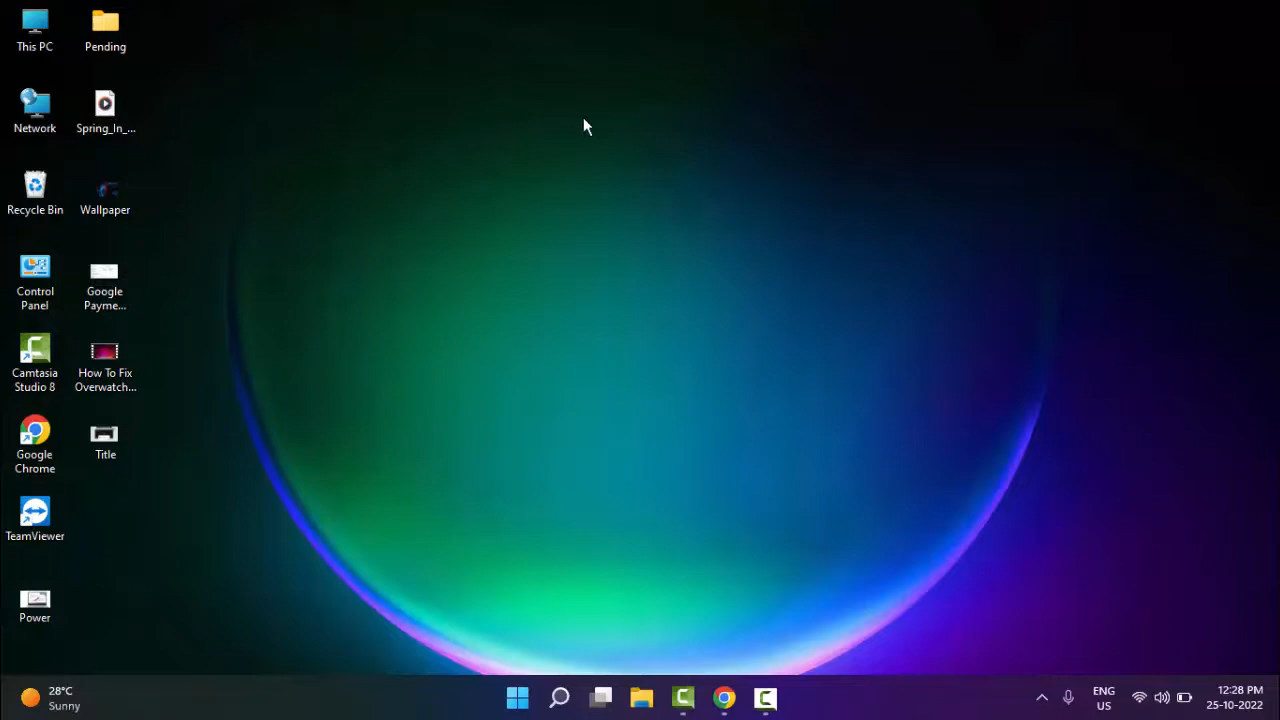 This PC
Pending
Network
Spring_In_...
Recycle Bin
Wallpaper
Control
Panel
Google
Payme...
Camtasia
Studio 8
How To Fix
Overwatch...
Google
Chrome
Title
TeamViewer
Power
28°C
Sunny
ENG
US
12:28 PM
25-10-2022